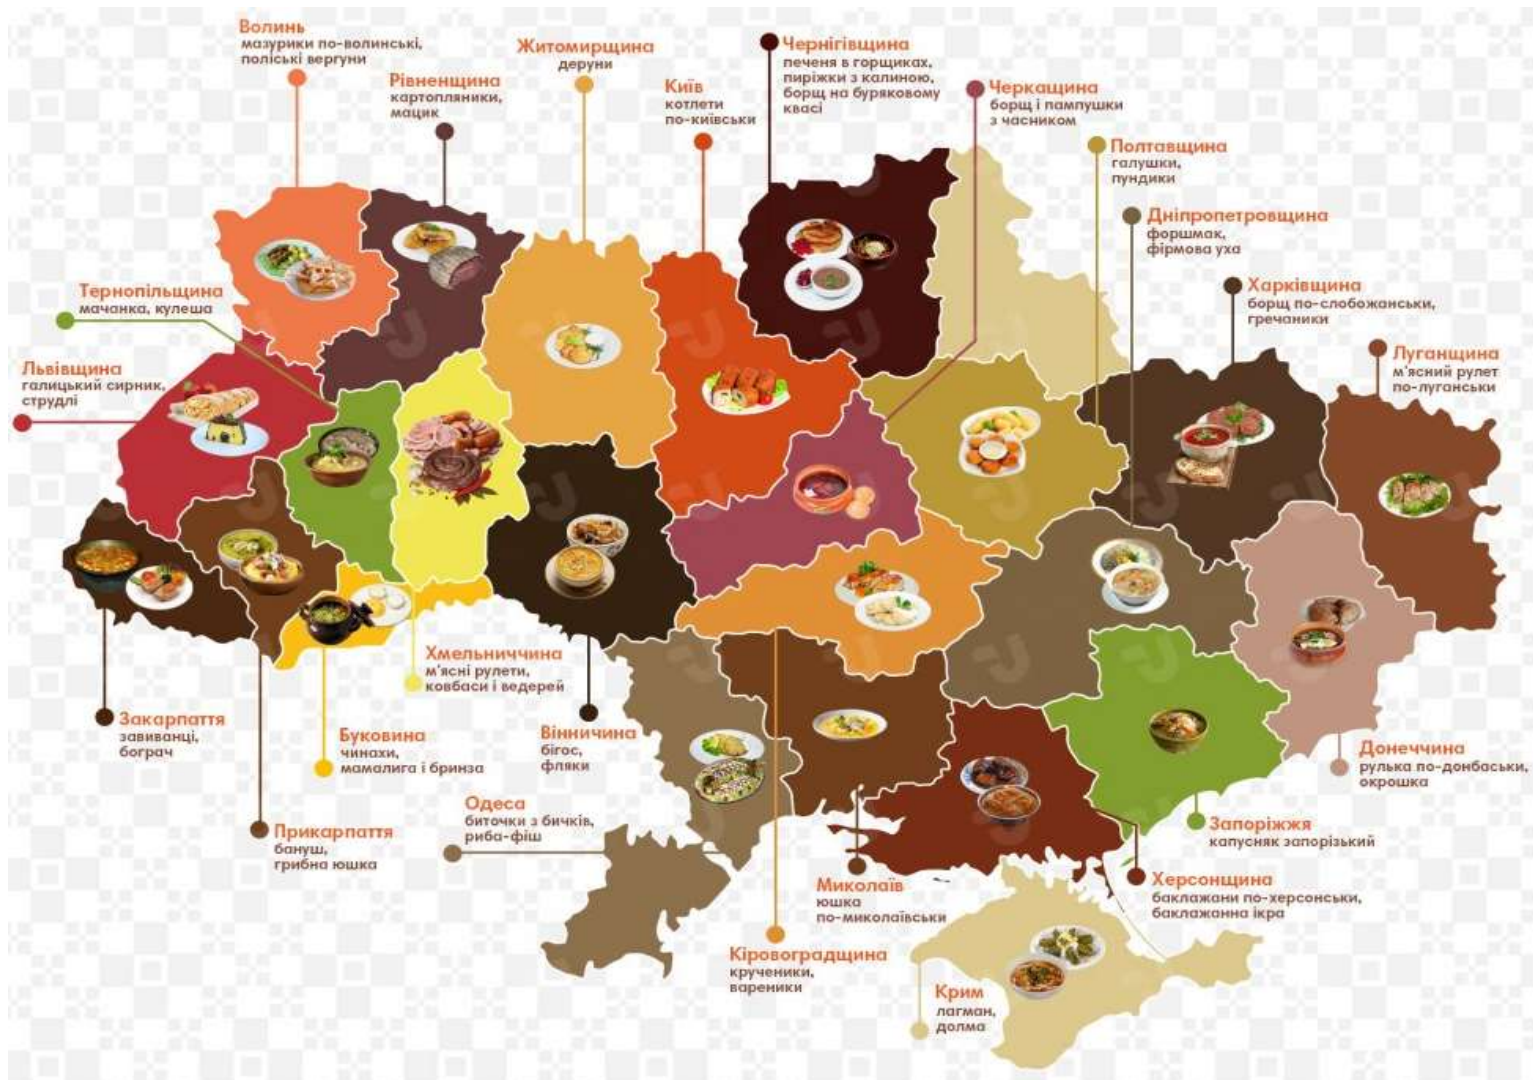 Волинь
мазурики по-волинські,
поліські вергуни
Рівненщина
картопляники,
мацик
Житомирщина
деруни
Київ
котлети
по-київськи
Чернігівщина
печеня в горщиках,
пиріжки з калиною,
борщ на буряковому
квасі
Черкащина
борщ і пампушки
з часником
Полтавщина
галушки,
пундики
Дніпропетровщина
форшмак,
фірмова уха
Харківщина
борщ по-слобожанськи,
гречаники
Луганщина
м'ясний рулет
по-луганськи
Тернопільщина
мачанка, кулеша
Львівщина
галицький сирник,
струдлі
Закарпаття
завиванці,
бограч
Прикарпаття
бануш,
грибна юшка
Буковина
чинахи,
мамалига і бринза
Хмельниччина
м'ясні рулети,
ковбаси і ведерей
Вінничина
бігос,
фляки
Одеса
биточки з бичків,
риба-фіш
Кіровоградщина
крученики,
вареники
Миколаїв
юшка
по-миколаївськи
Крим
лагман,
долма
Херсонщина
баклажани по-херсонськи,
баклажанна ікра
Запоріжжя
капусняк запорізький
Донеччина
рулька по-донбаськи,
окрошка